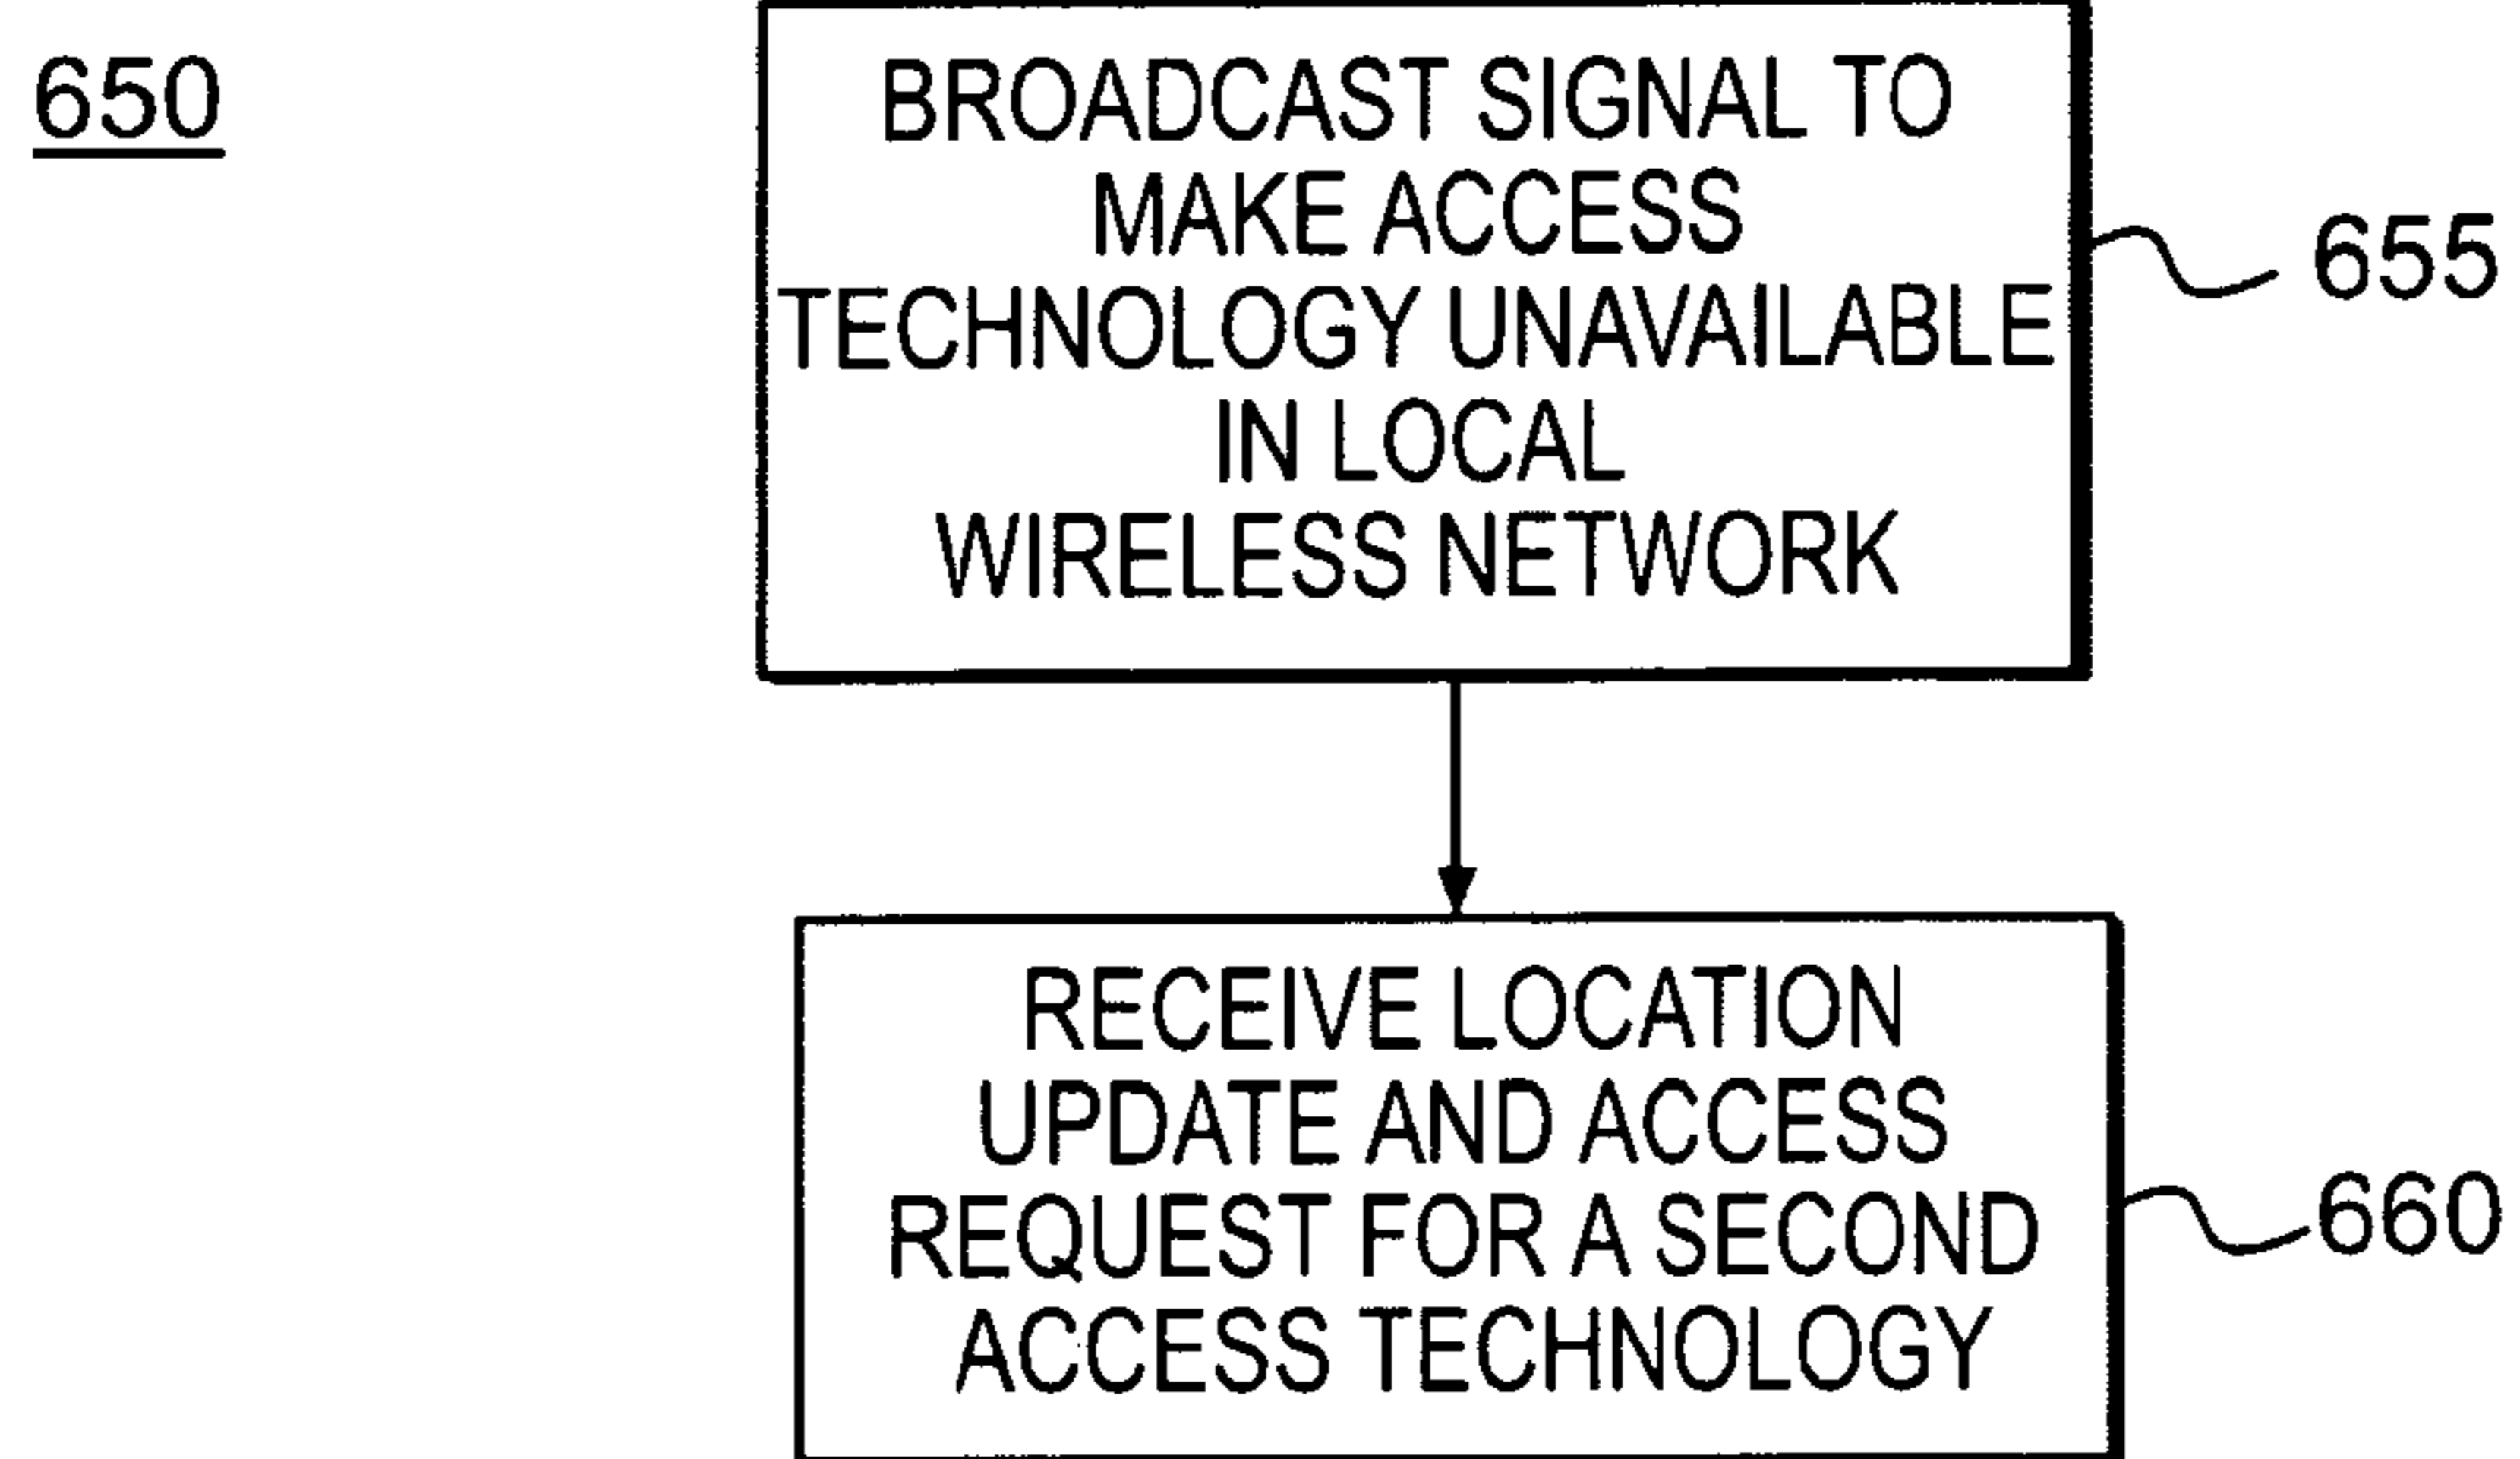 650
BROADCAST SIGNAL TO
MAKE ACCESS
TECHNOLOGY UNAVAILABLE
IN LOCAL
WIRELESS NETWORK
655
RECEIVE LOCATION
UPDATE AND ACCESS
REQUEST FOR A SECOND
ACCESS TECHNOLOGY
660